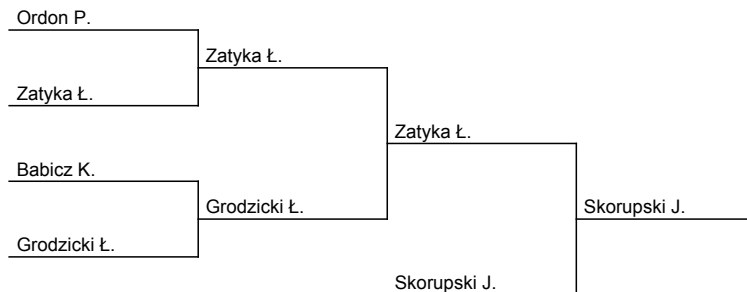 Ordon P.
Zatyka Ł.
Zatyka Ł.
Zatyka Ł.
Babicz K.
Grodzicki Ł.
Skorupski J.
Grodzicki Ł.
Skorupski J.